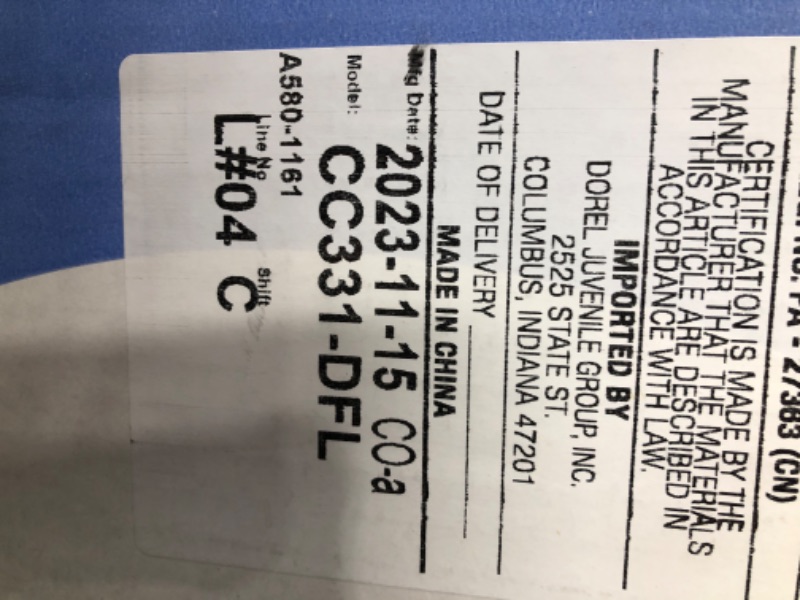 NO. PA - 27383 (CN)
CERTIFICATION IS MADE BY THE
MANUFACTURER THAT THE MATERIALS
IN THIS ARTICLE ARE DESCRIBED IN
ACCORDANCE WITH LAW.
IMPORTED BY
DOREL JUVENILE GROUP, INC.
2525 STATE ST.
COLUMBUS, INDIANA 47201
DATE OF DELIVERY
MADE IN CHINA
Mfg Date: 2023-11-15 CO-a
Model: CC331-DFL
A580-1161
Line No Shift
L#04 C